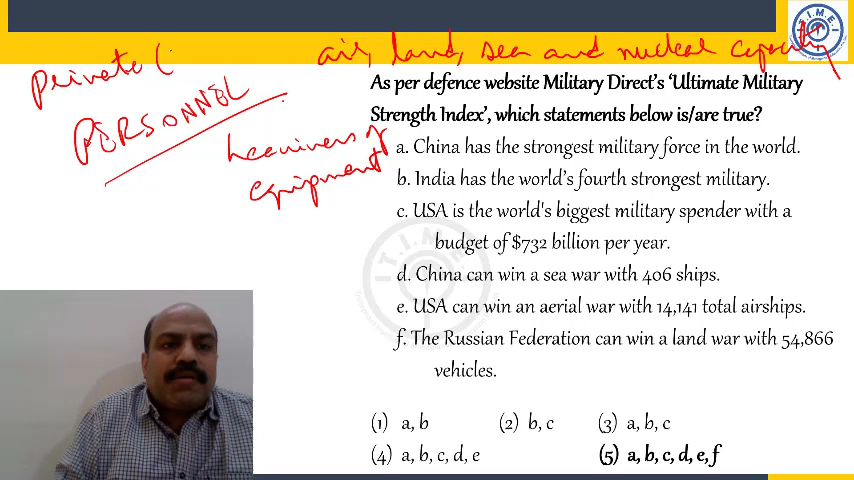 air, land, sea and nuclear capacity
private (
PERSONNEL
heaviness of
equipment
T.I.M.E.
As per defence website Military Direct's 'Ultimate Military
Strength Index', which statements below is/are true?
a. China has the strongest military force in the world.
b. India has the world's fourth strongest military.
c. USA is the world's biggest military spender with a
budget of $732 billion per year.
d. China can win a sea war with 406 ships.
e. USA can win an aerial war with 14,141 total airships.
f. The Russian Federation can win a land war with 54,866
vehicles.
(1) a, b (2) b, c (3) a, b, c
(4) a, b, c, d, e (5) a, b, c, d, e, f